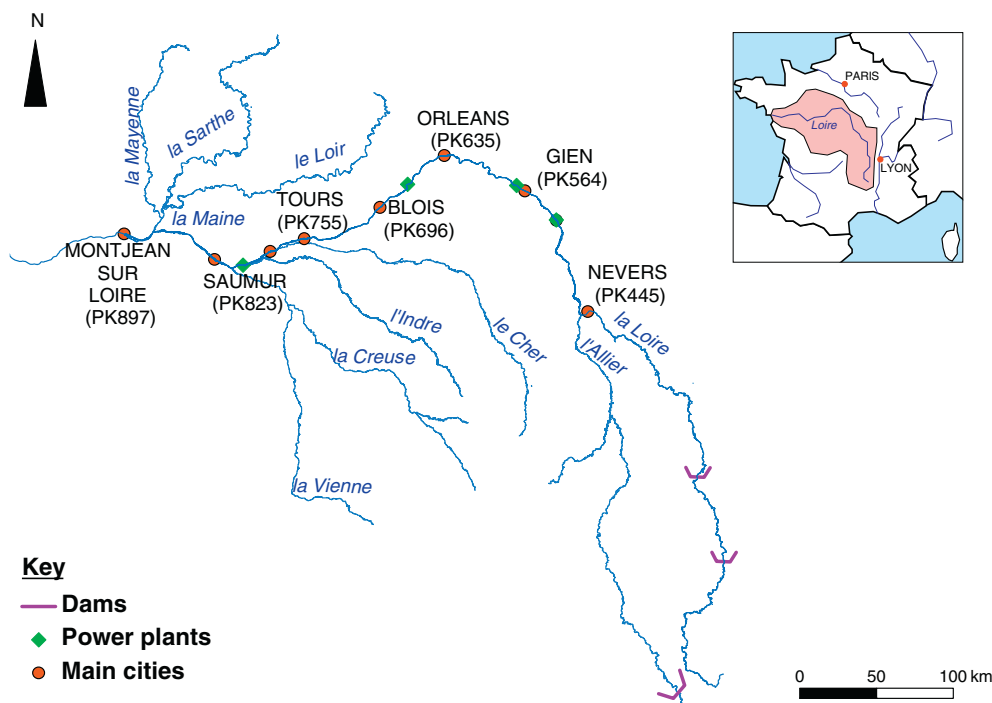 N
la Mayenne
la Sarthe
le Loir
la Maine
ORLEANS
(PK635)
GIEN
(PK564)
TOURS
(PK755)
BLOIS
(PK696)
MONTJEAN
SUR
LOIRE
(PK897)
SAUMUR
(PK823)
NEVERS
(PK445)
la Loire
l'Allier
le Cher
l'Indre
la Creuse
la Vienne
PARIS
Loire
LYON
Key
Dams
Power plants
Main cities
0 50 100 km